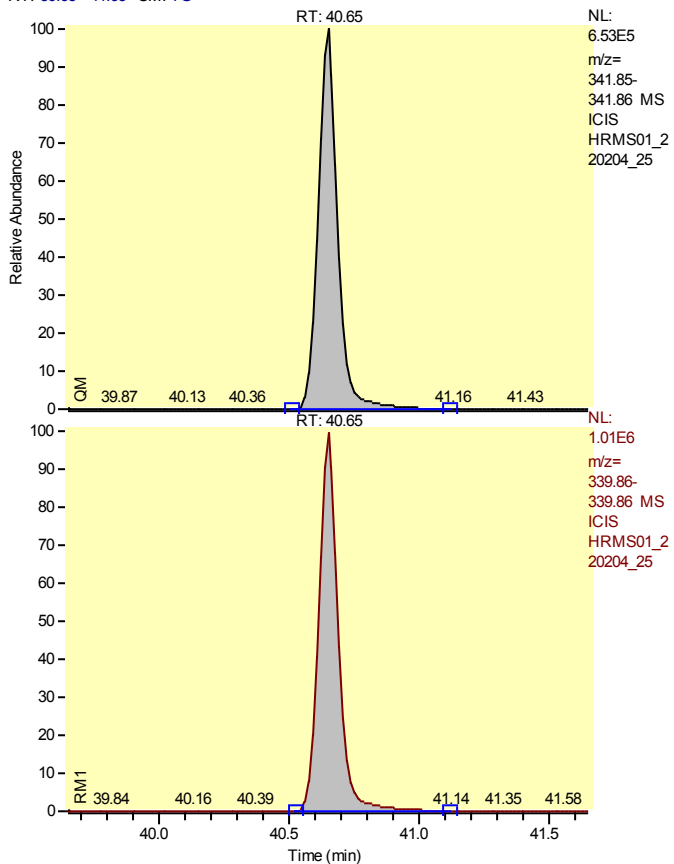 RT: 40.65
NL:
6.53E5
m/z=
341.85-
341.86 MS
ICIS
HRMS01_2
20204_25
100
90
80
70
60
50
40
30
20
10
0
Relative Abundance
QM
39.87 40.13 40.36 41.16 41.43
RT: 40.65
NL:
1.01E6
m/z=
339.86-
339.86 MS
ICIS
HRMS01_2
20204_25
100
90
80
70
60
50
40
30
20
10
0
RM1
39.84 40.16 40.39 41.14 41.35 41.58
40.0 40.5 41.0 41.5
Time (min)